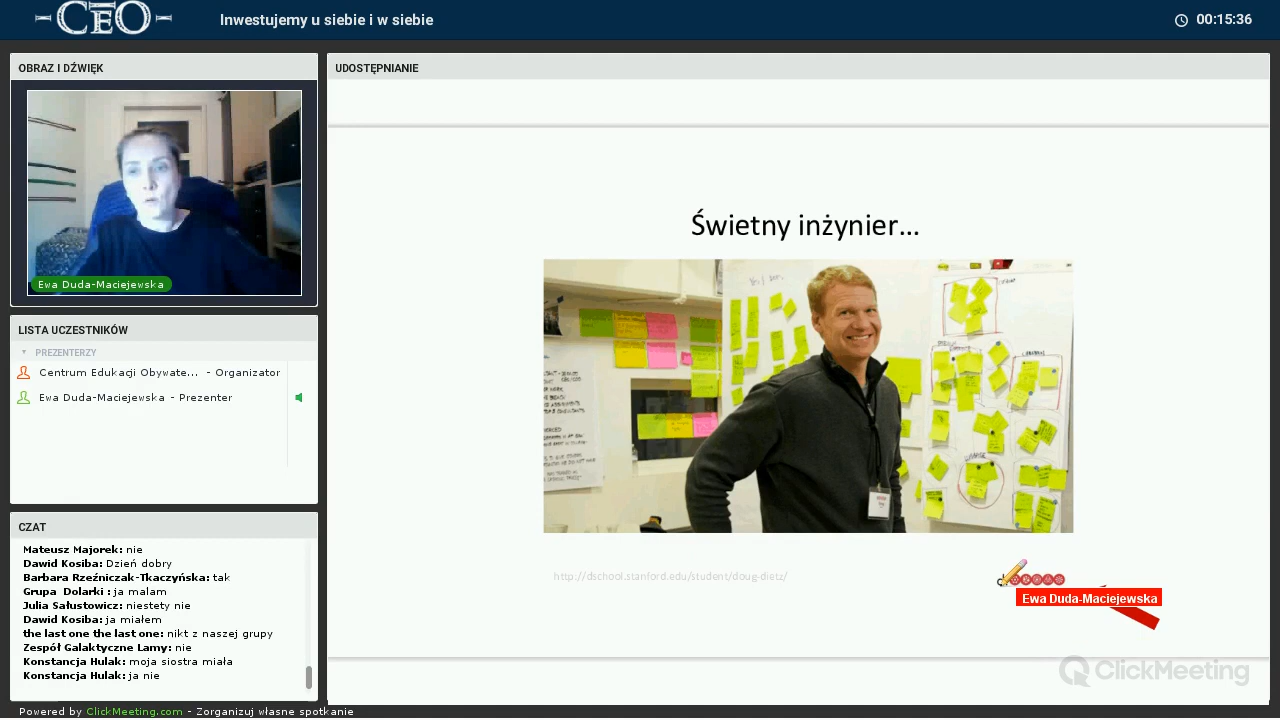 CEO
Inwestujemy u siebie i w siebie
00:15:36
OBRAZ I DŹWIĘK
Ewa Duda-Maciejewska
LISTA UCZESTNIKÓW
PREZENTERZY
Centrum Edukacji Obywate... - Organizator
Ewa Duda-Maciejewska - Prezenter
CZAT
Mateusz Majorek: nie
Dawid Kosiba: Dzień dobry
Barbara Rzeźniczak-Tkaczyńska: tak
Grupa Dolarki : ja malam
Julia Sałustowicz: niestety nie
Dawid Kosiba: ja miałem
the last one the last one: nikt z naszej grupy
Zespół Galaktyczne Lamy: nie
Konstancja Hulak: moja siostra miała
Konstancja Hulak: ja nie
Powered by ClickMeeting.com - Zorganizuj własne spotkanie
UDOSTĘPNIANIE
Świetny inżynier...
http://dschool.stanford.edu/student/doug-dietz/
Ewa Duda-Maciejewska
ClickMeeting